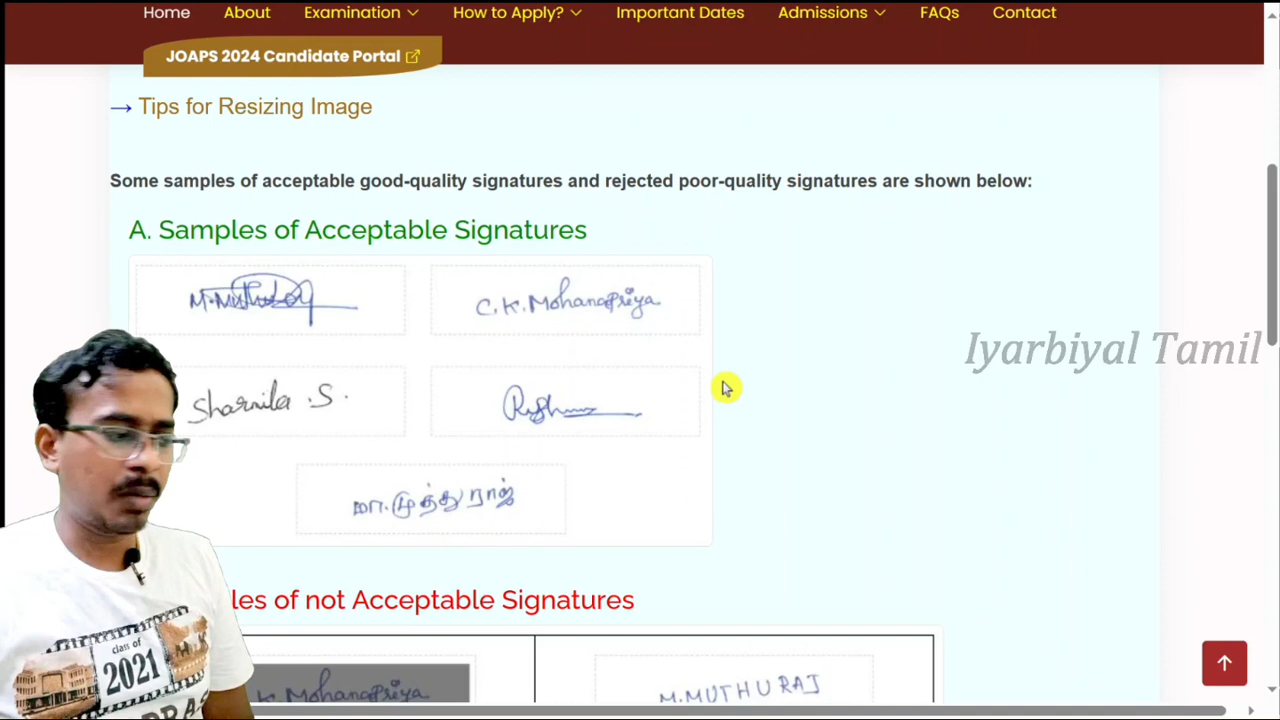 Home About Examination How to Apply? Important Dates Admissions FAQs Contact
JOAPS 2024 Candidate Portal
→ Tips for Resizing Image
Some samples of acceptable good-quality signatures and rejected poor-quality signatures are shown below:
A. Samples of Acceptable Signatures
C.K.Mohanapriya
Iyarbiyal Tamil
Sharmila .S.
மா.முத்துராஜ்
les of not Acceptable Signatures
K.Mohanapriya M.MUTHURAJ
class of
2021